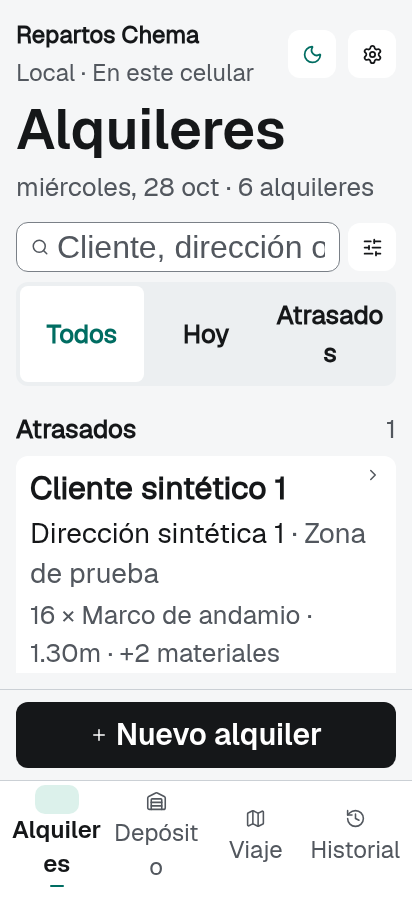 Repartos Chema
Local · En este celular
Alquileres
miércoles, 28 oct · 6 alquileres
Cliente, dirección o
Todos
Hoy
Atrasado
s
Atrasados
1
Cliente sintético 1
Dirección sintética 1 · Zona
de prueba
16 × Marco de andamio ·
1.30m · +2 materiales
+ Nuevo alquiler
Alquiler
es
Depósit
o
Viaje
Historial